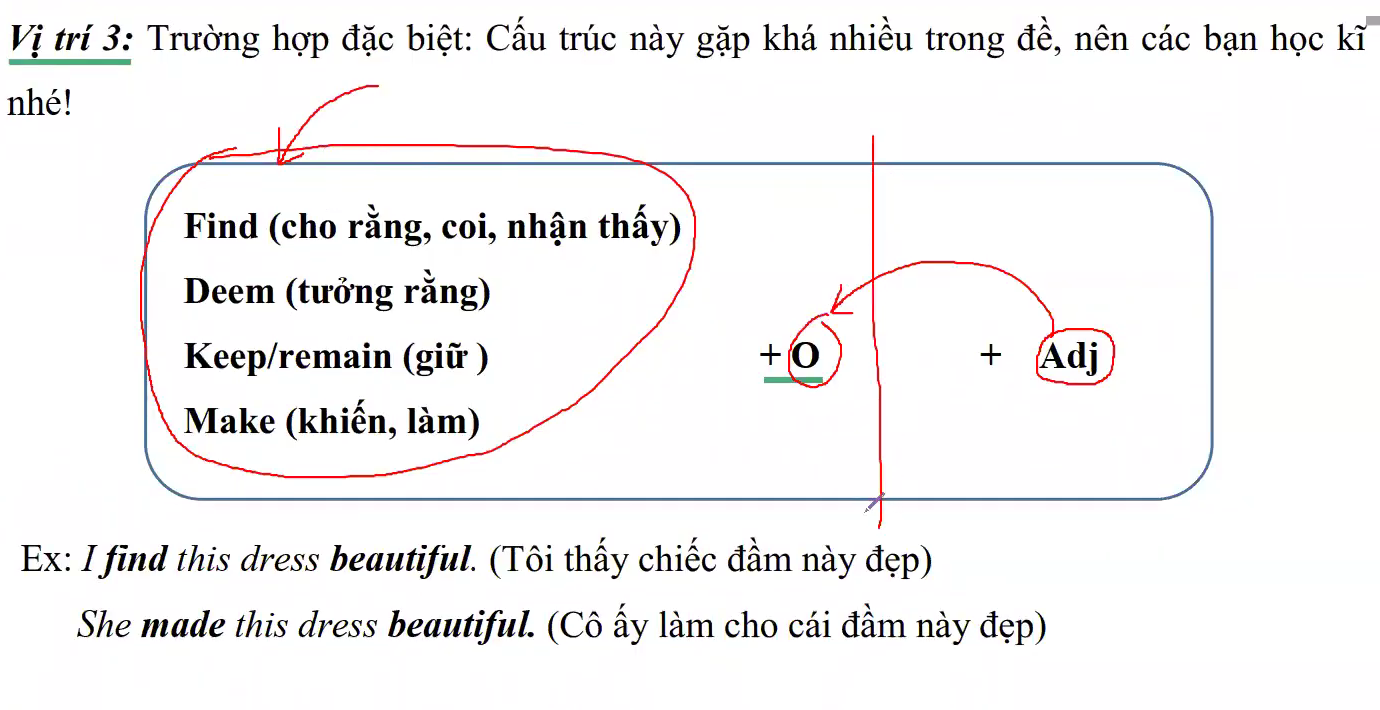 Vị trí 3: Trường hợp đặc biệt: Cấu trúc này gặp khá nhiều trong đề, nên các bạn học kĩ
nhé!
Find (cho rằng, coi, nhận thấy)
Deem (tưởng rằng)
Keep/remain (giữ ) + O + Adj
Make (khiến, làm)
Ex: I find this dress beautiful. (Tôi thấy chiếc đầm này đẹp)
She made this dress beautiful. (Cô ấy làm cho cái đầm này đẹp)